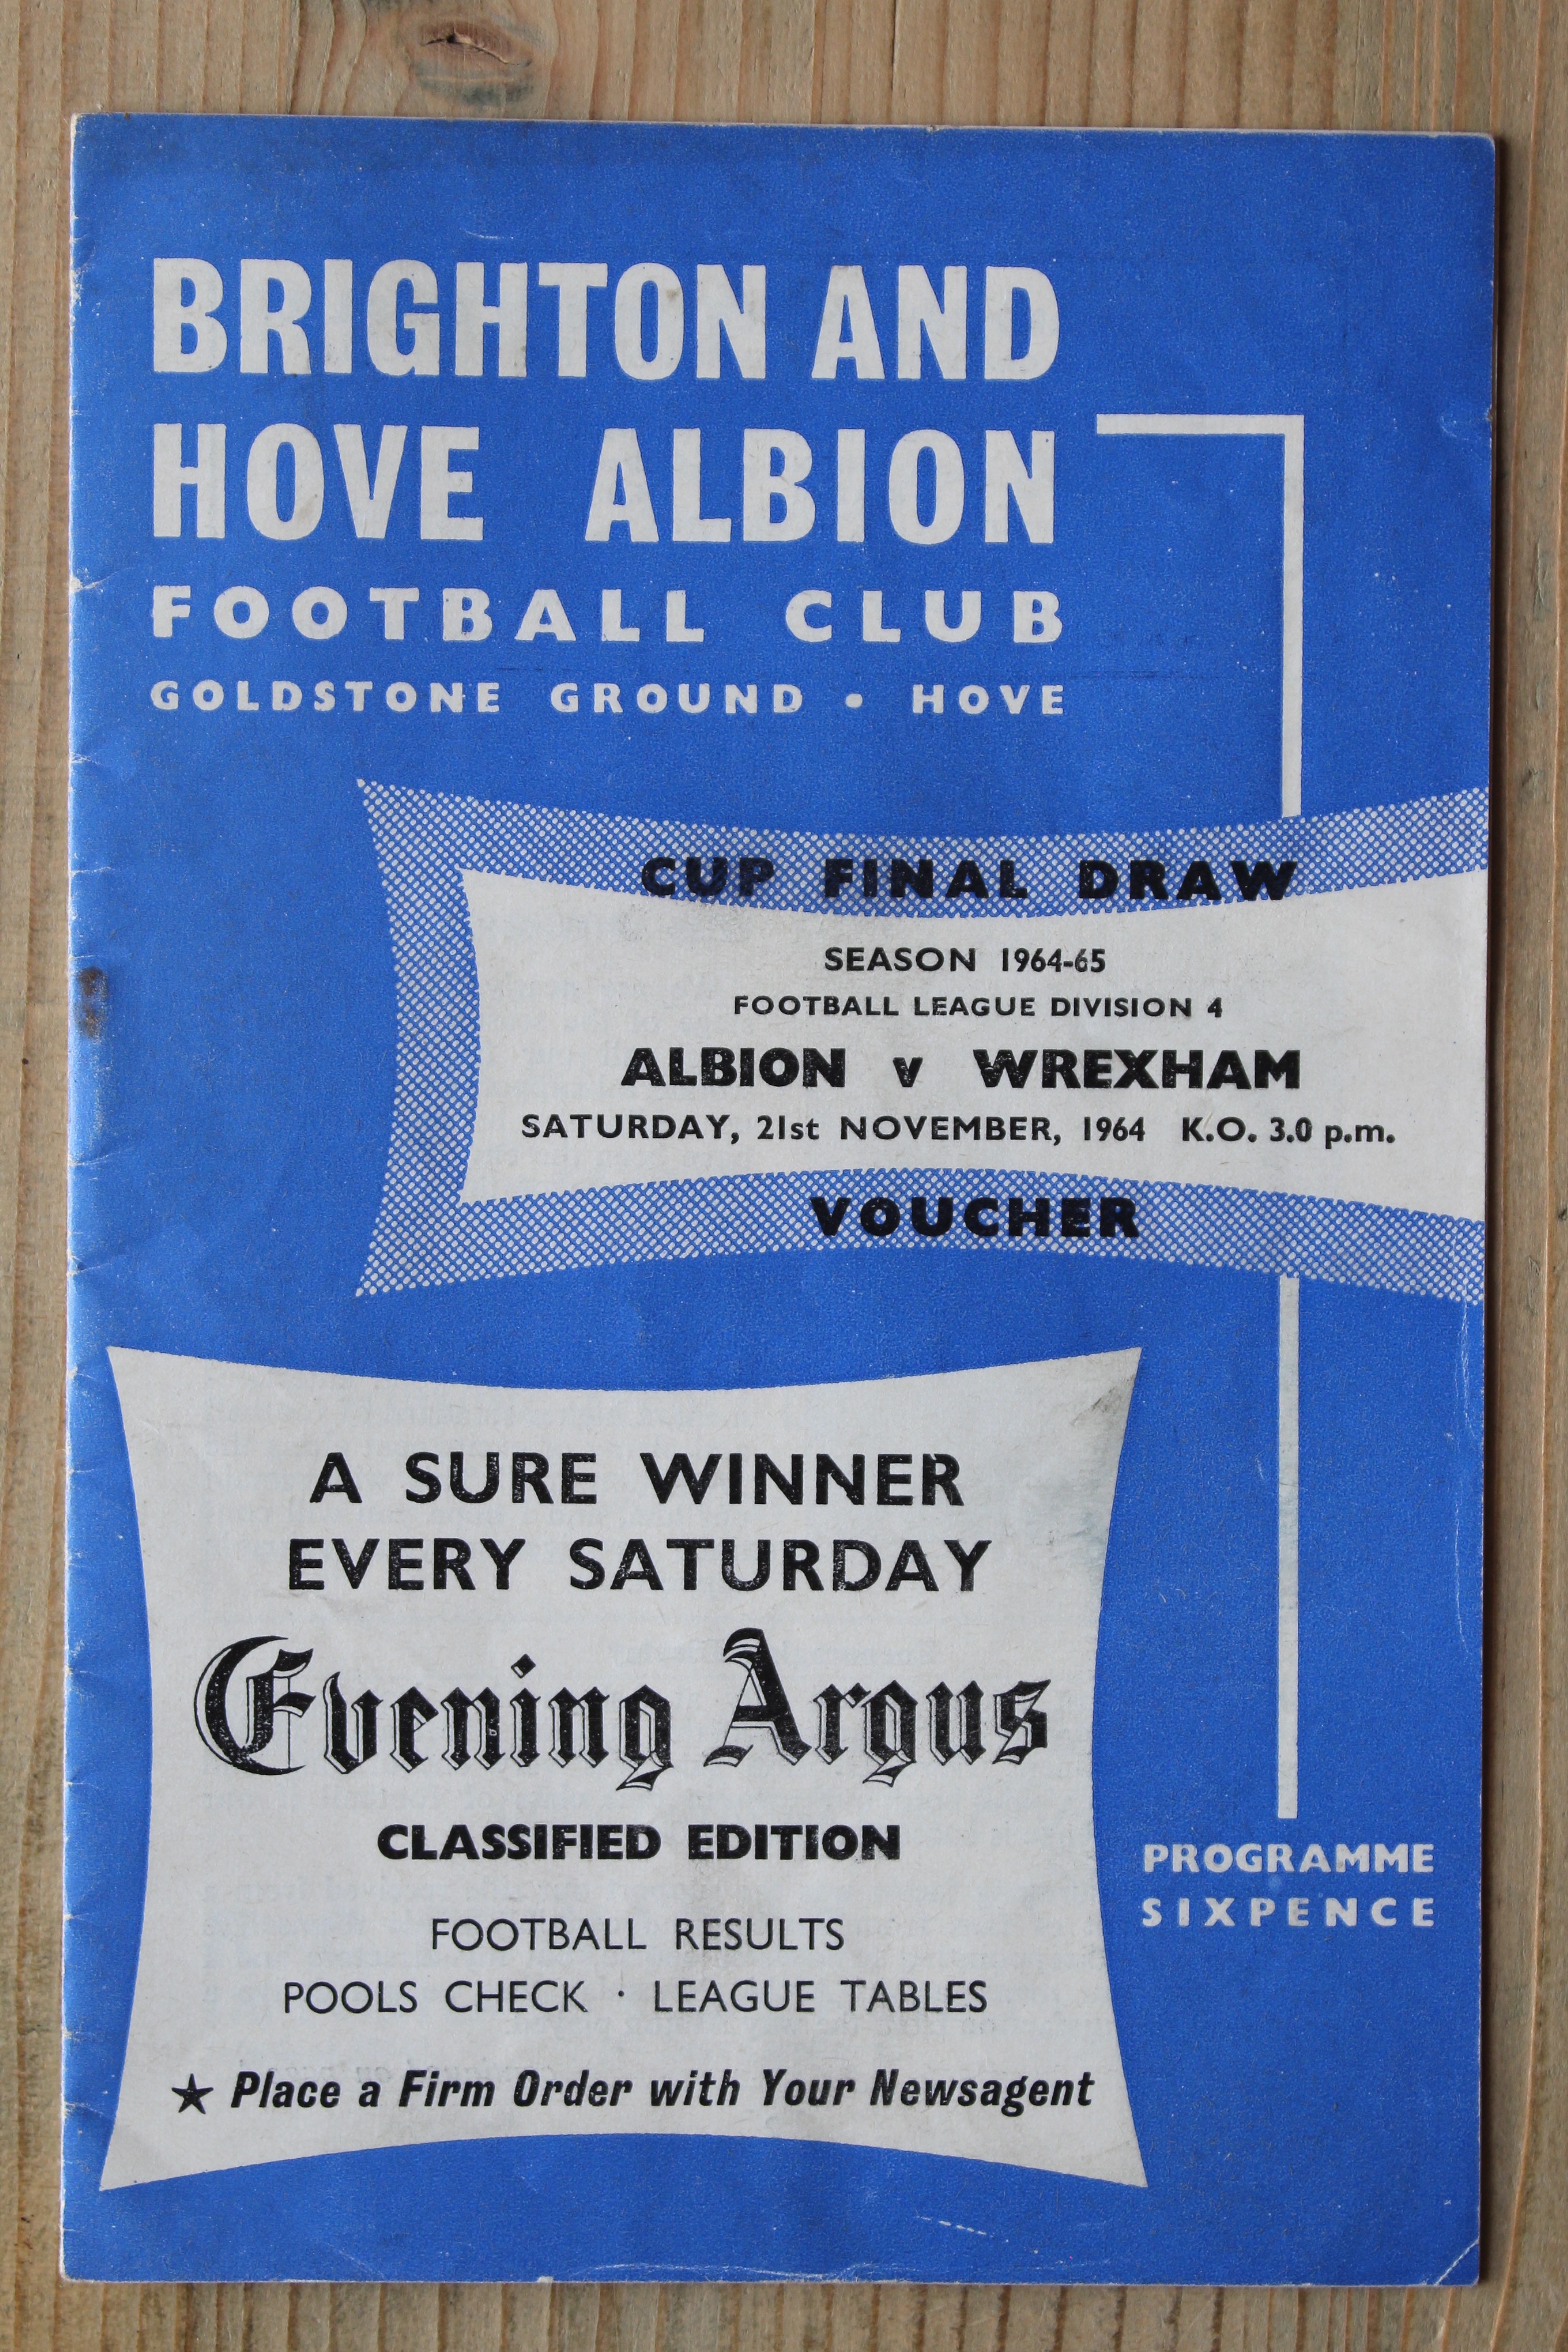 BRIGHTON AND
HOVE ALBION
FOOTBALL CLUB
GOLDSTONE GROUND • HOVE
CUP FINAL DRAW
SEASON 1964-65
FOOTBALL LEAGUE DIVISION 4
ALBION v WREXHAM
SATURDAY, 21st NOVEMBER, 1964 K.O. 3.0 p.m.
VOUCHER
A SURE WINNER
EVERY SATURDAY
Evening Argus
CLASSIFIED EDITION
FOOTBALL RESULTS
POOLS CHECK · LEAGUE TABLES
★ Place a Firm Order with Your Newsagent
PROGRAMME
SIXPENCE